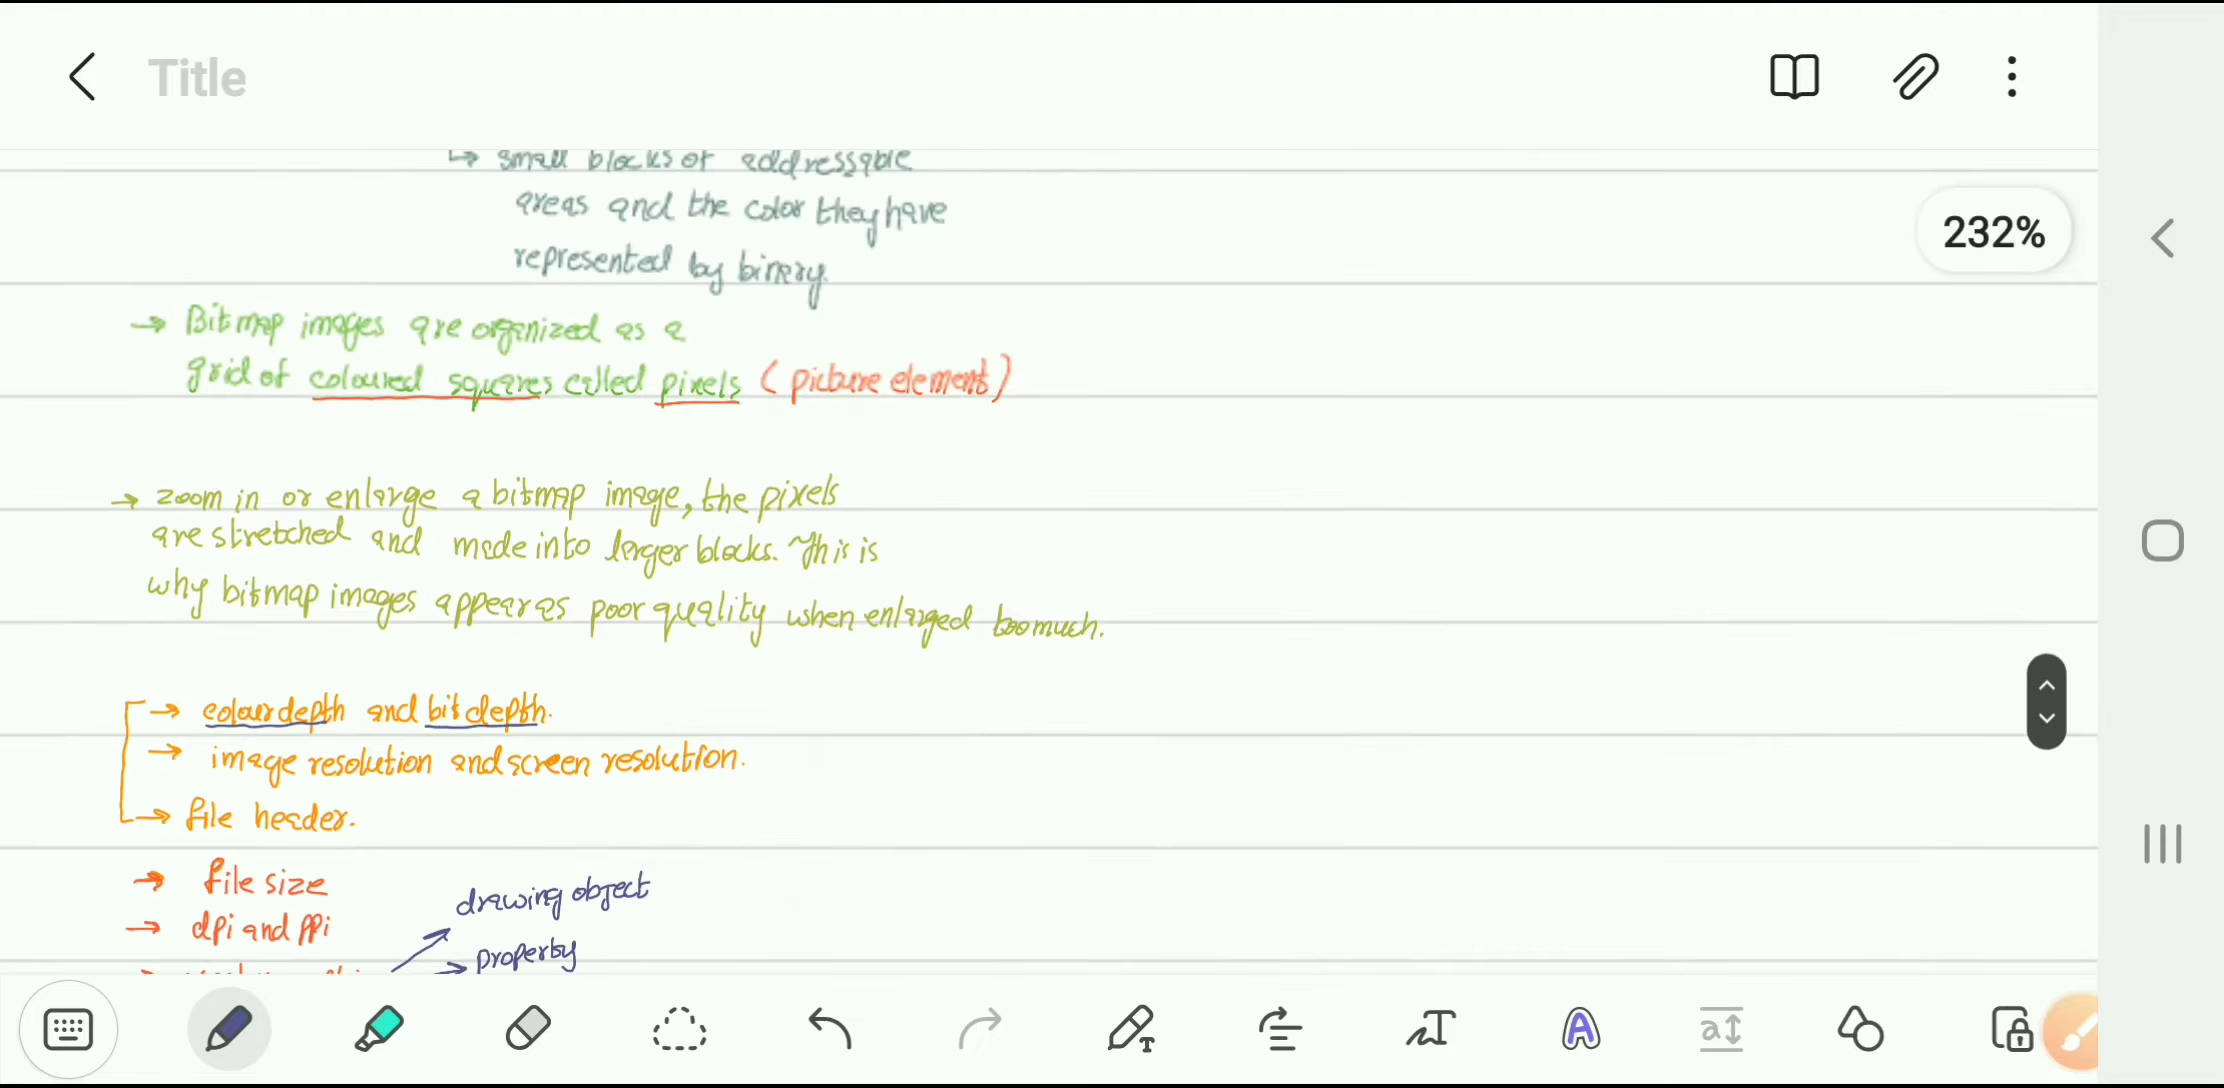 Title
↳ small blocks of addressable
areas and the color they have
232%
represented by binary.
→ Bitmap images are organized as a
grid of coloured squares called pixels (picture element)
→ zoom in or enlarge a bitmap image, the pixels
are stretched and made into larger blocks. This is
why bitmap images appear as poor quality when enlarged too much.
→ colour depth and bit depth.
→ image resolution and screen resolution.
→ file header.
→ file size
drawing object
→ dpi and ppi
→ property
T
T
A
a